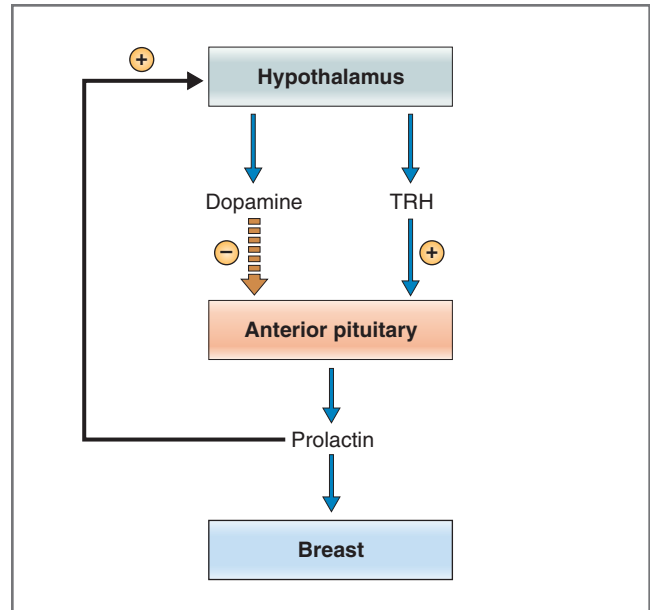 +
Hypothalamus
Dopamine TRH
− +
Anterior pituitary
Prolactin
Breast